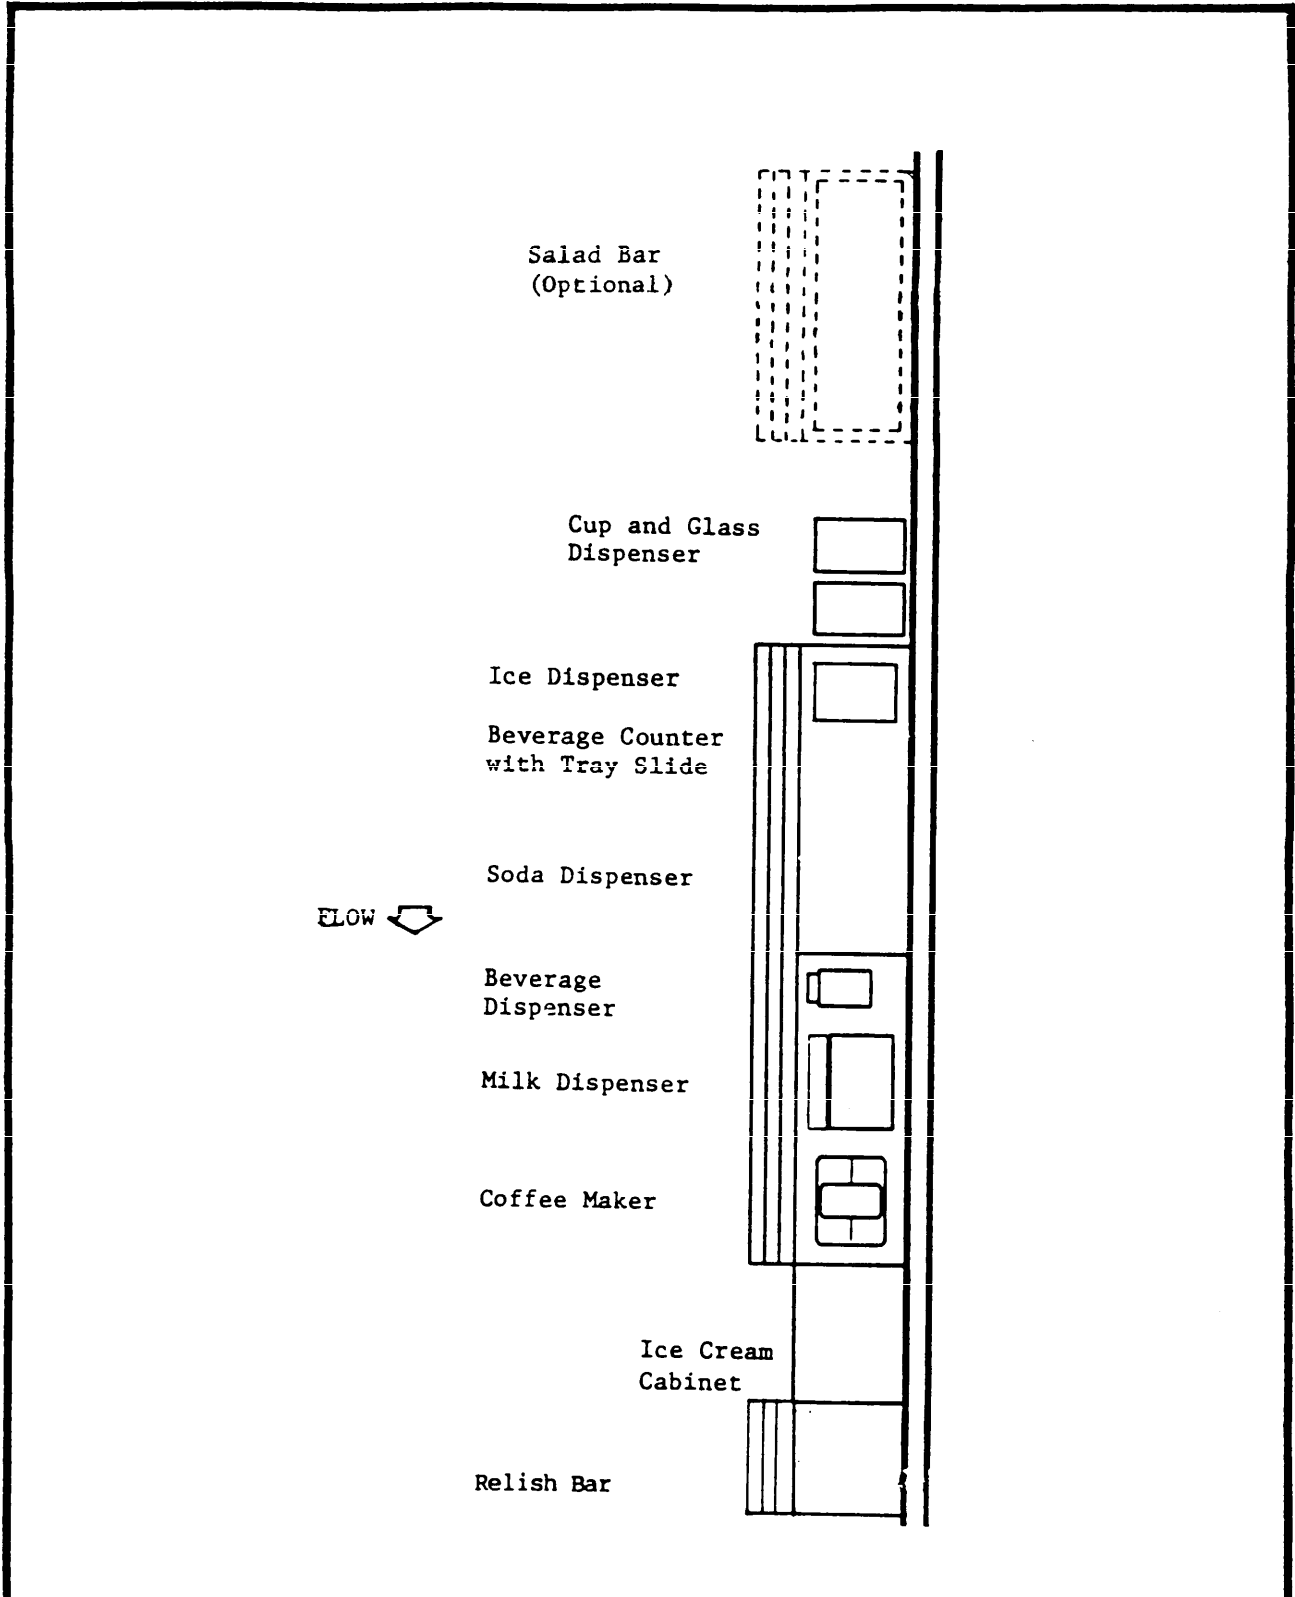 Salad Bar
(Optional)
Cup and Glass
Dispenser
Ice Dispenser
Beverage Counter
with Tray Slide
Soda Dispenser
FLOW
Beverage
Dispenser
Milk Dispenser
Coffee Maker
Ice Cream
Cabinet
Relish Bar